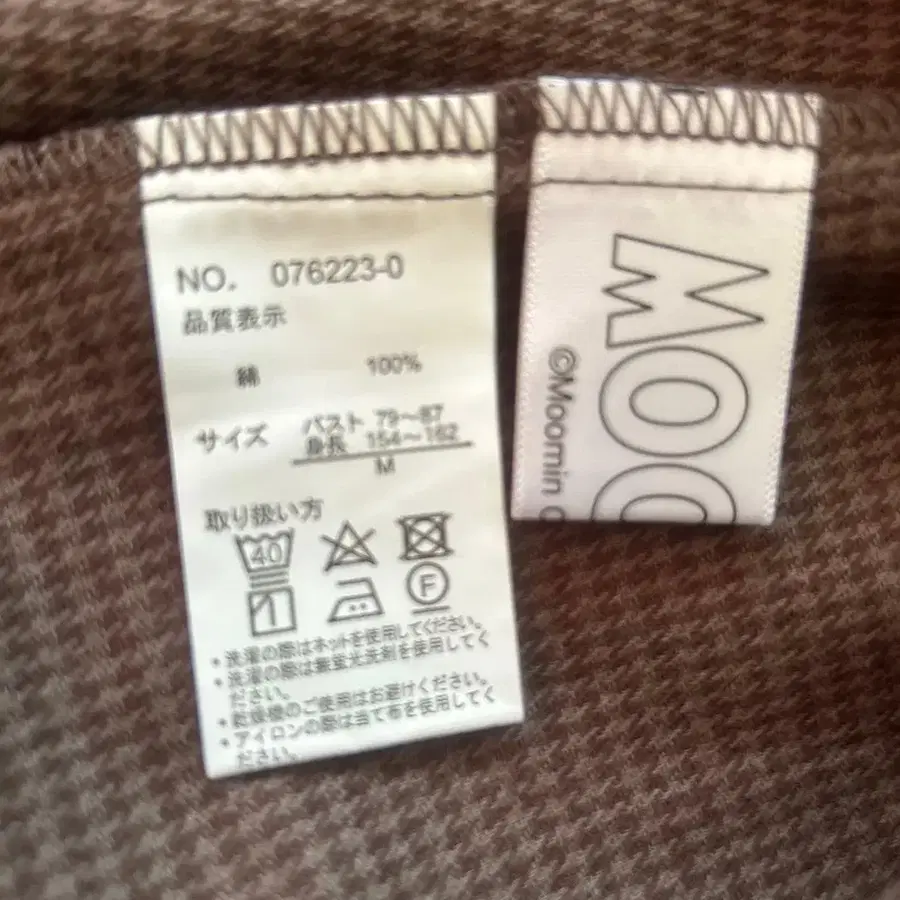 NO. 076223-0
品質表示
綿 100%
サイズ バスト 79～87
身長 154～162
M
取り扱い方
40
F
・洗濯の際はネットを使用してください。
・洗濯の際は無蛍光洗剤を使用してく
ださい。
・乾燥機のご使用はお避けください。
・アイロンの際は当て布を使用してく
ださい。
MOO
©Moomin